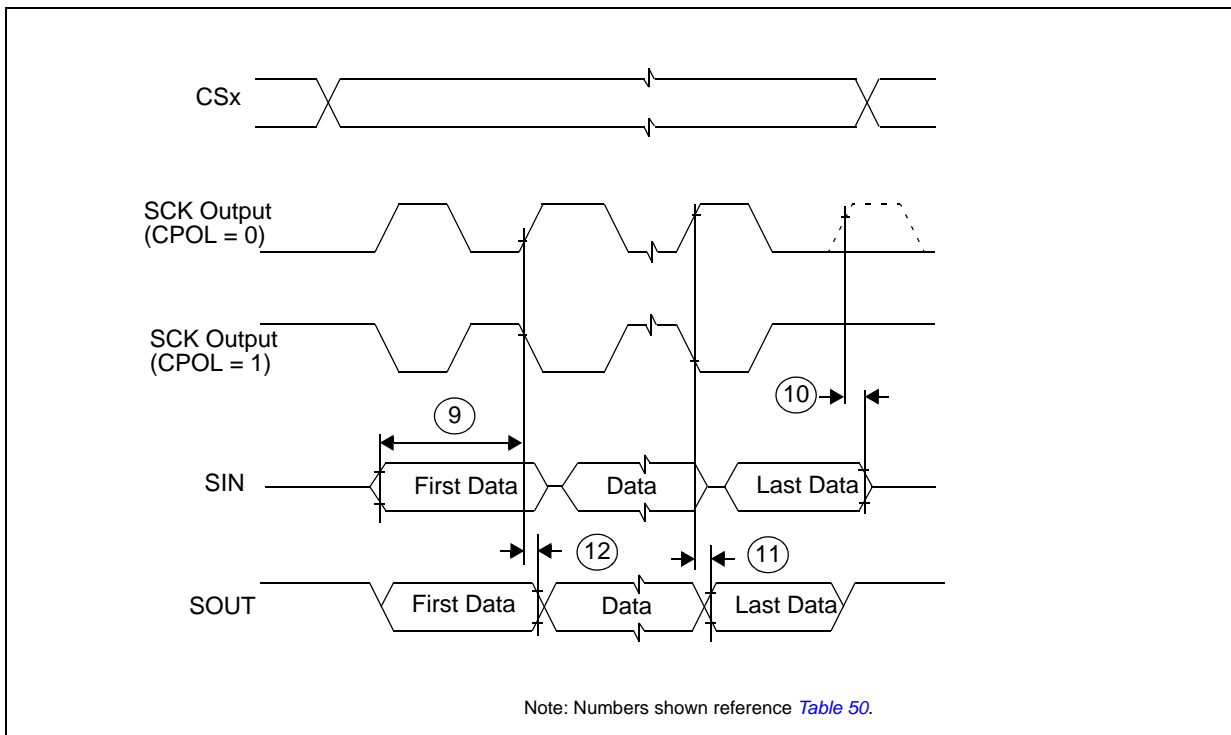 CSx
SCK Output
(CPOL = 0)
SCK Output
(CPOL = 1)
10
9
SIN
First Data
Data
Last Data
12
11
SOUT
First Data
Data
Last Data
Note: Numbers shown reference Table 50.